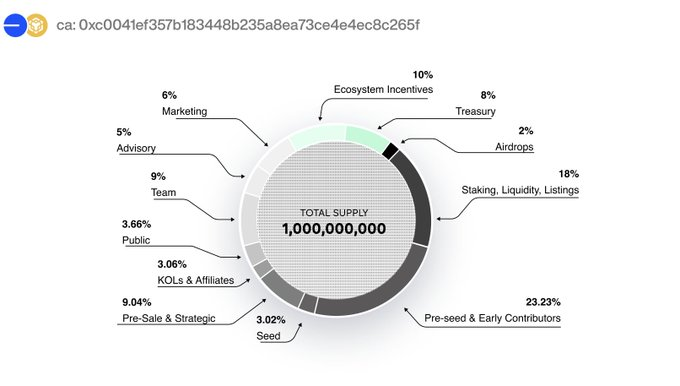 ca: 0xc0041ef357b183448b235a8ea73ce4e4ec8c265f
10%
Ecosystem Incentives
8%
Treasury
2%
Airdrops
18%
Staking, Liquidity, Listings
23.23%
Pre-seed & Early Contributors
3.02%
Seed
9.04%
Pre-Sale & Strategic
3.06%
KOLs & Affiliates
3.66%
Public
9%
Team
5%
Advisory
6%
Marketing
TOTAL SUPPLY
1,000,000,000